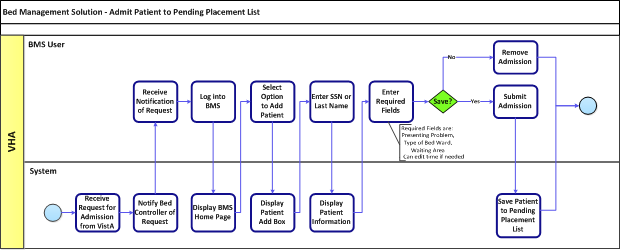 Bed Management Solution - Admit Patient to Pending Placement List
VHA
BMS User
Receive
Notification
of Request
Log into
BMS
Select
Option
to Add
Patient
Enter SSN or
Last Name
Enter
Required
Fields
Save?
No
Yes
Remove
Admission
Submit
Admission
Required Fields are:
Presenting Problem,
Type of Bed Ward,
Waiting Area
Can edit time if needed
System
Receive
Request for
Admission
from VistA
Notify Bed
Controller of
Request
Display BMS
Home Page
Display
Patient
Add Box
Display
Patient
Information
Save Patient
to Pending
Placement
List